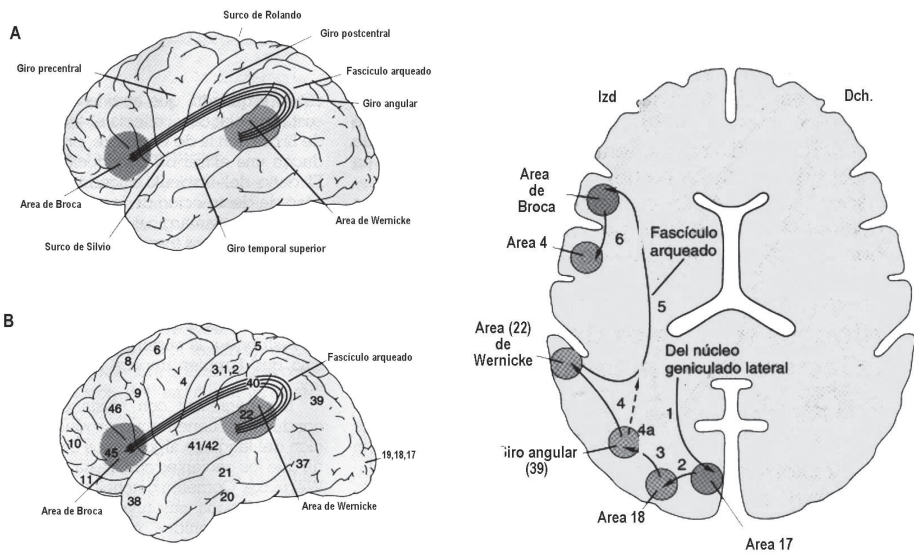 A
Surco de Rolando
Giro postcentral
Giro precentral
Fascículo arqueado
Giro angular
Area de Broca
Area de Wernicke
Surco de Silvio
Giro temporal superior
B
5
6
8
Fascículo arqueado
3,1,2
4
40
9
39
46
22
10
41/42
45
19,18,17
37
11
21
38
20
Area de Broca
Area de Wernicke
Izd
Dch.
Area
de
Broca
6
Area 4
Fascículo
arqueado
5
Area (22)
de
Wernicke
Del núcleo
geniculado lateral
4
1
4a
3
2
Giro angular
(39)
Area 18
Area 17